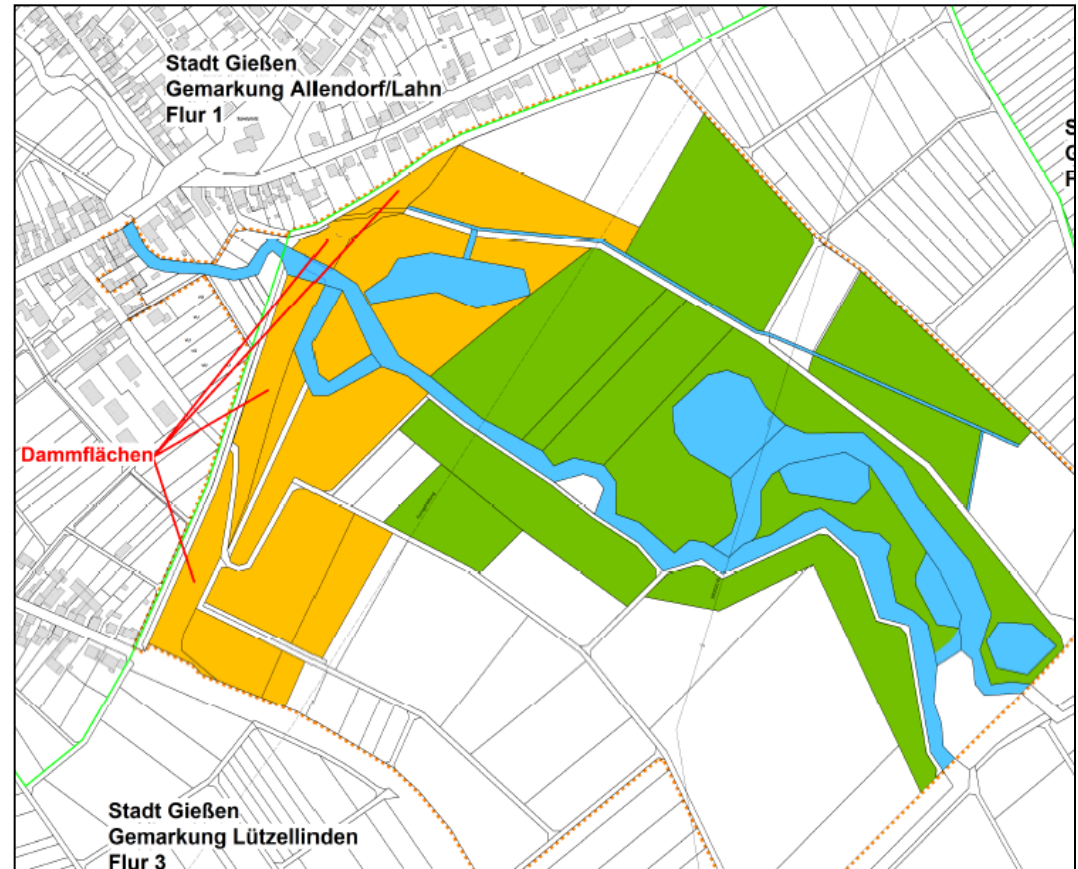 Stadt Gießen
Gemarkung Allendorf/Lahn
Flur 1
Dammflächen
Stadt Gießen
Gemarkung Lützellinden
Flur 3